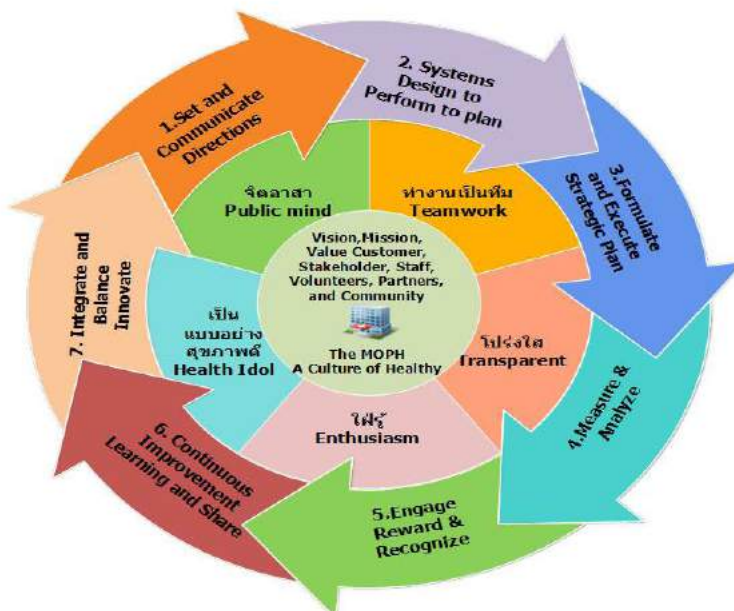 1.Set and
Communicate
Directions
2. Systems
Design to
Perform to plan
3.Formulate
and Execute
Strategic Plan
4.Measure &
Analyze
5.Engage
Reward &
Recognize
6. Continuous
Improvement
Learning and Share
7. Integrate and
Balance
Innovate
จิตอาสา
Public mind
ทำงานเป็นทีม
Teamwork
โปร่งใส
Transparent
ใฝ่รู้
Enthusiasm
เป็น
แบบอย่าง
สุขภาพดี
Health Idol
Vision,Mission,
Value Customer,
Stakeholder, Staff,
Volunteers, Partners,
and Community
The MOPH
A Culture of Healthy